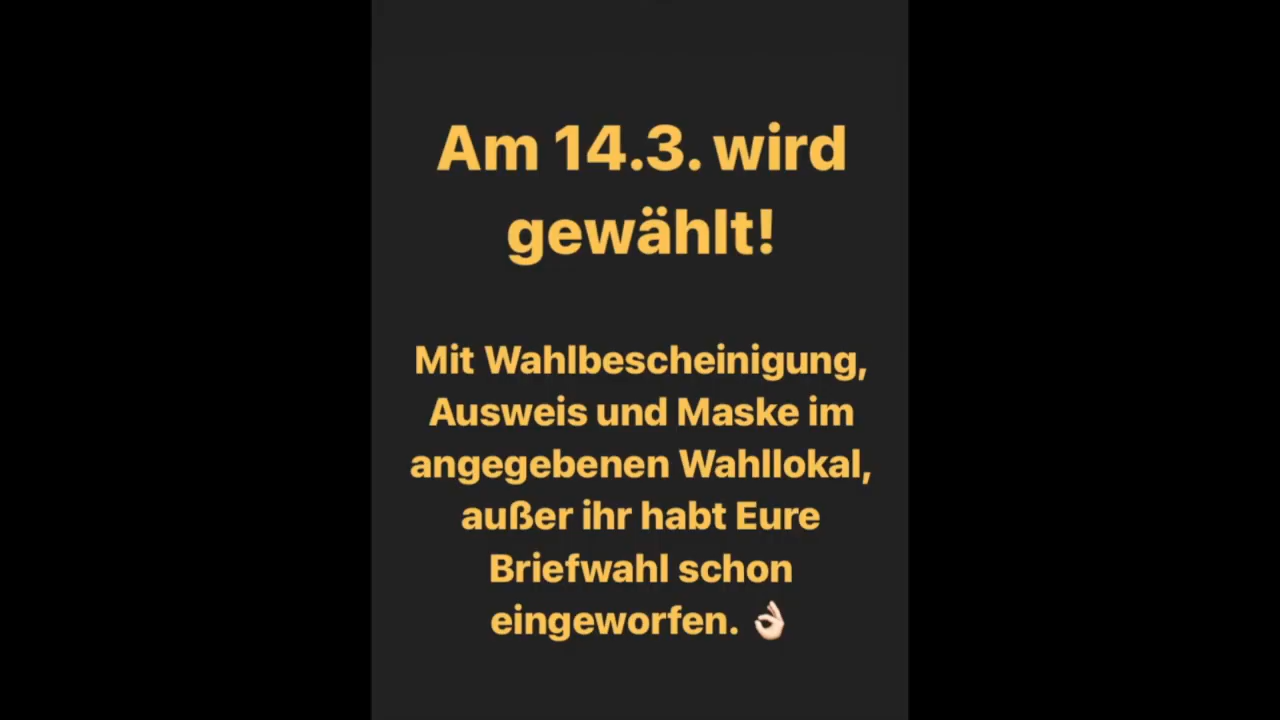 Am 14.3. wird
gewählt!
Mit Wahlbescheinigung,
Ausweis und Maske im
angegebenen Wahllokal,
außer ihr habt Eure
Briefwahl schon
eingeworfen. 👌🏻